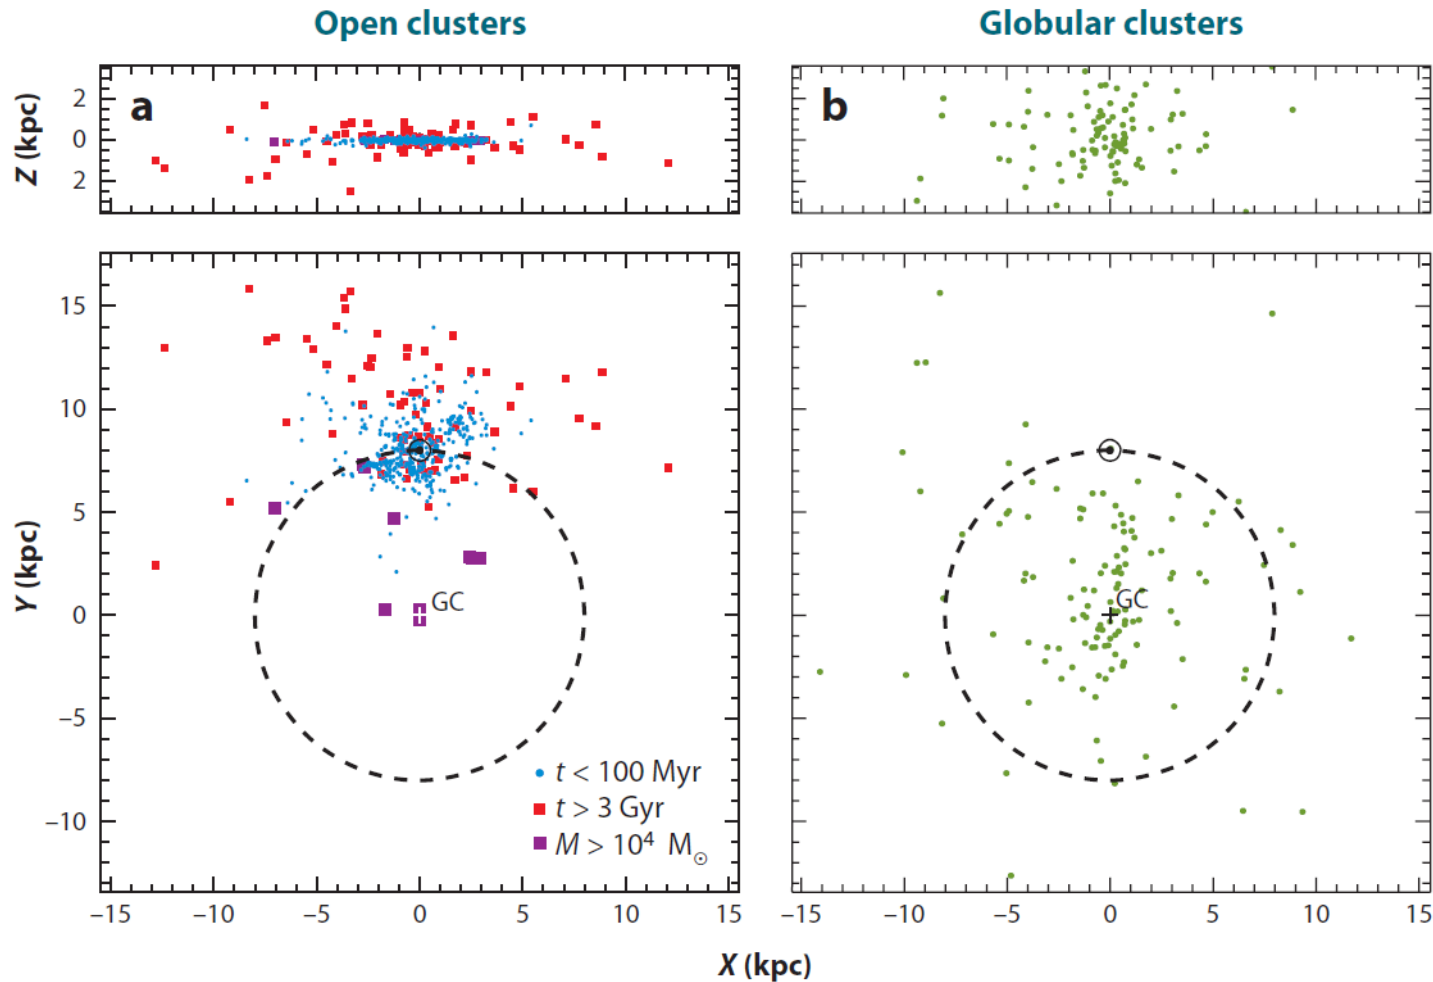 Open clusters
Globular clusters
Z (kpc)
2
0
2
a
b
Y (kpc)
15
10
5
0
−5
−10
GC
GC
t < 100 Myr
t > 3 Gyr
M > 10⁴ M☉
−15 −10 −5 0 5 10 15
−15 −10 −5 0 5 10 15
X (kpc)